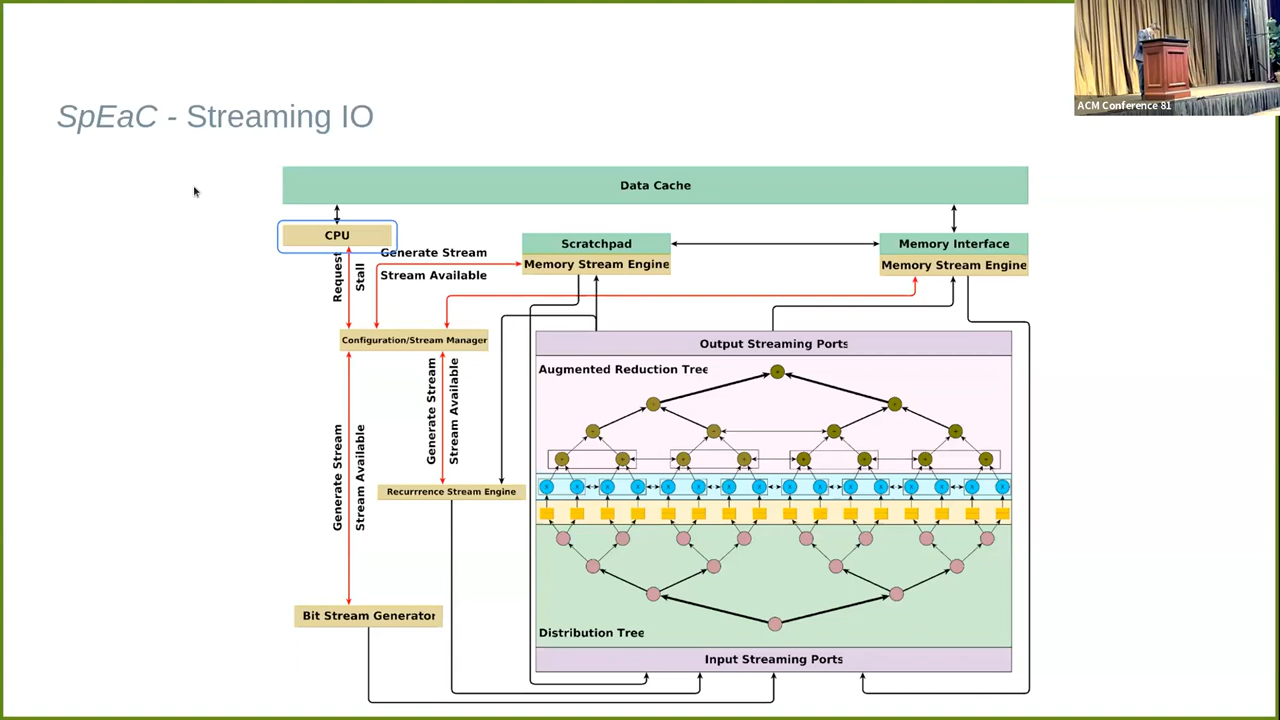 ACM Conference 81
SpEaC - Streaming IO
Data Cache
CPU
Scratchpad
Memory Stream Engine
Memory Interface
Memory Stream Engine
Generate Stream
Stream Available
Request
Stall
Configuration/Stream Manager
Output Streaming Ports
Augmented Reduction Tree
Generate Stream
Stream Available
Generate Stream
Stream Available
Recurrrence Stream Engine
Bit Stream Generator
Distribution Tree
Input Streaming Ports